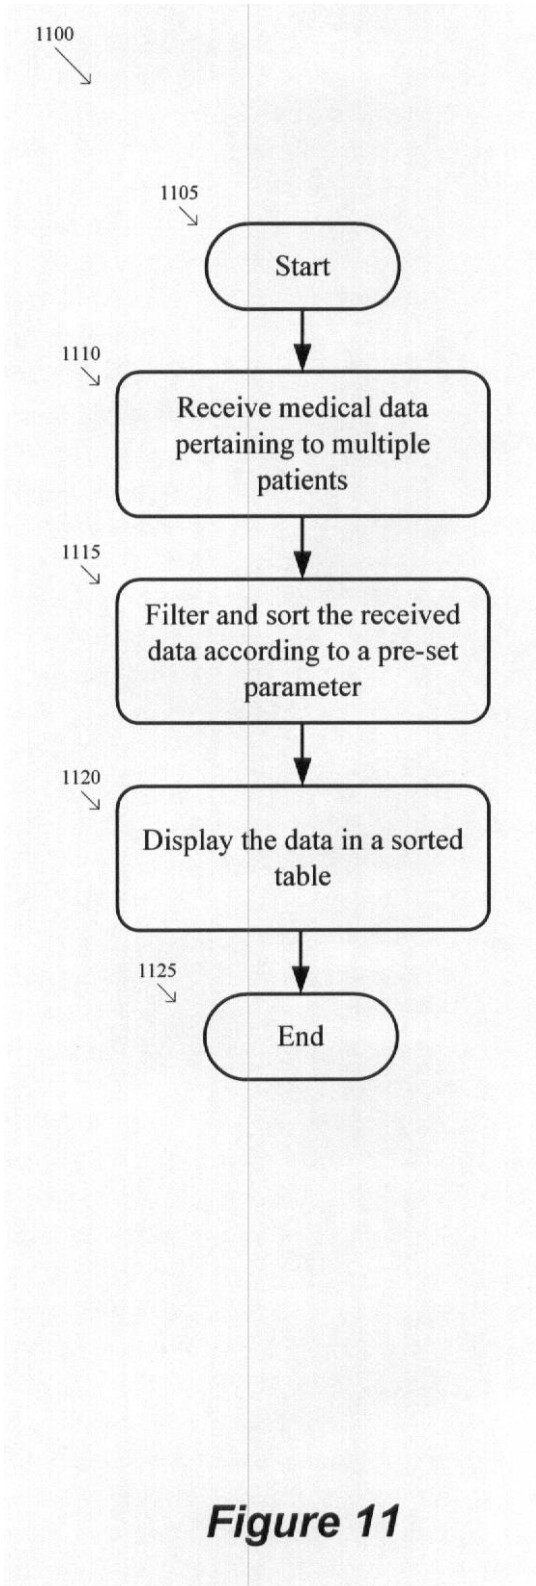 1100
1105
Start
1110
Receive medical data
pertaining to multiple
patients
1115
Filter and sort the received
data according to a pre-set
parameter
1120
Display the data in a sorted
table
1125
End
Figure 11